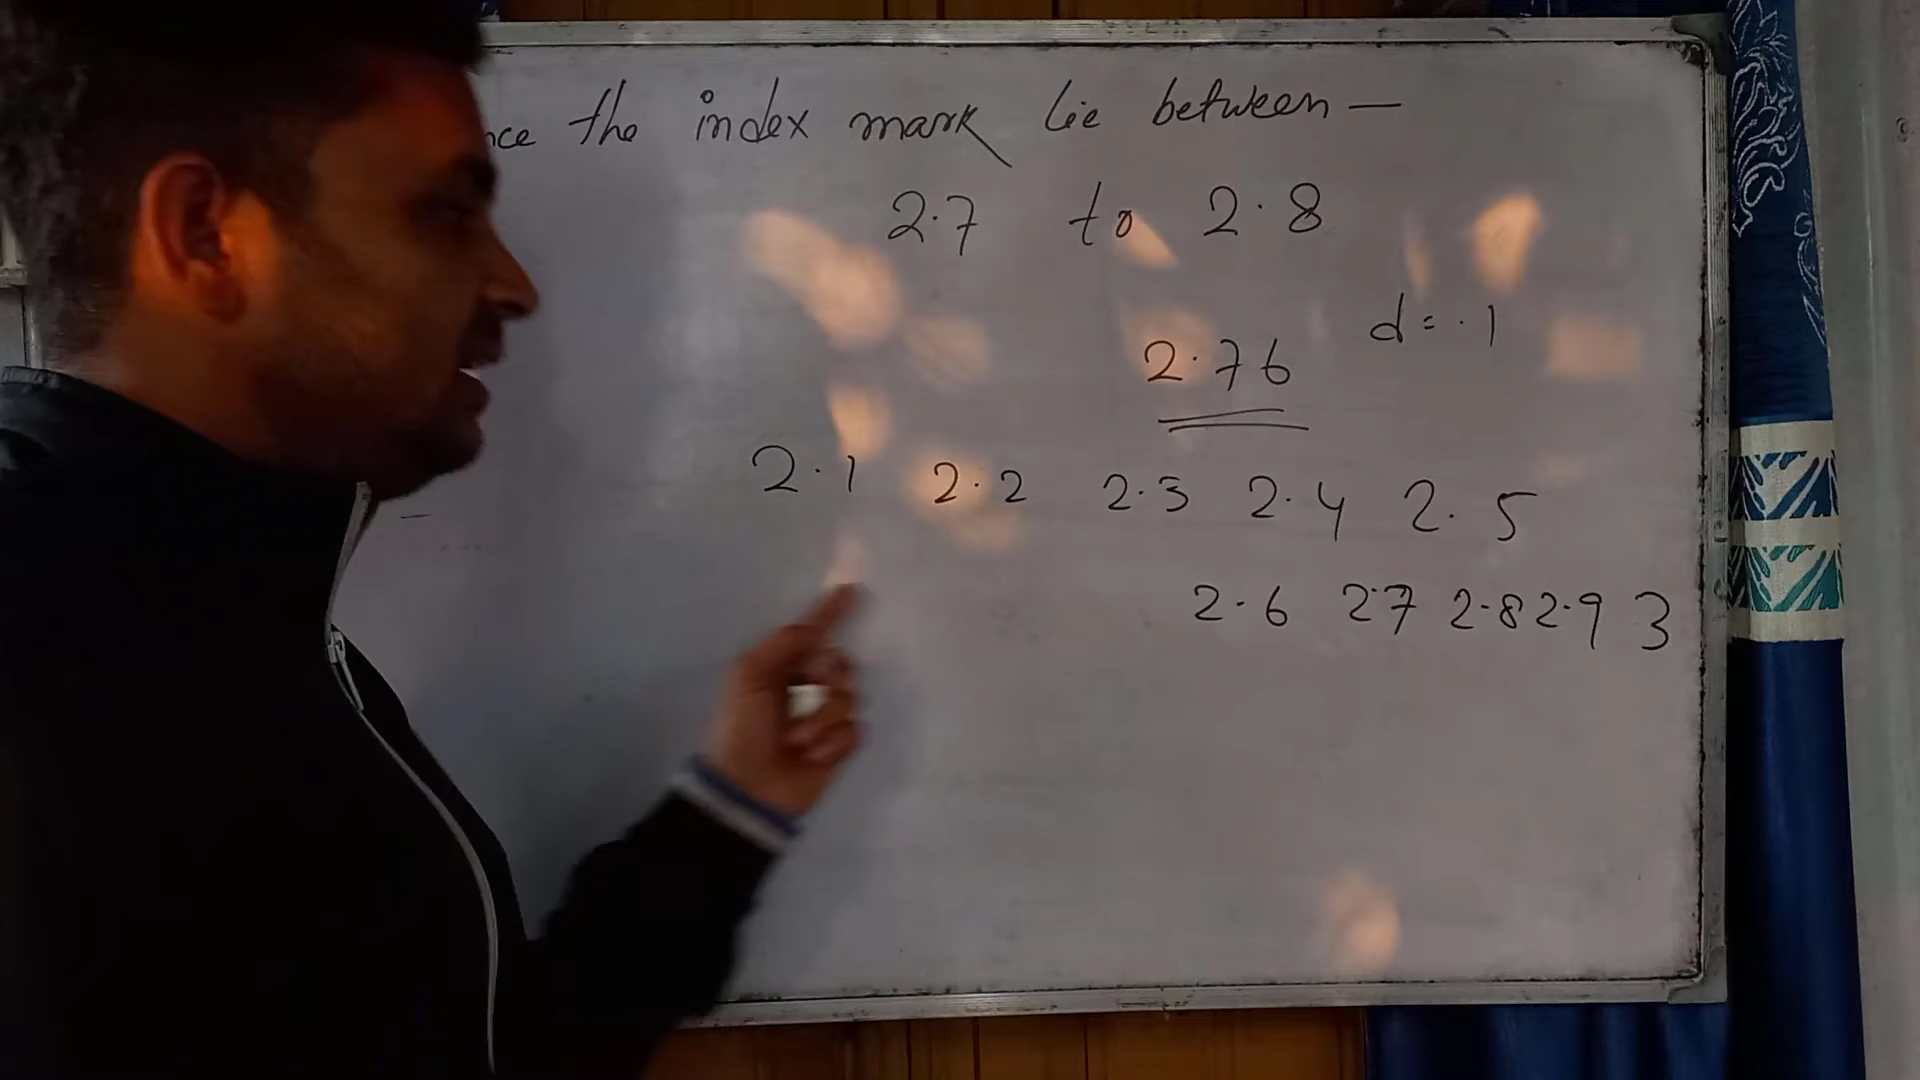 the index mark lie between —
2.7 to 2.8
d = .1
2.76
2.1 2.2 2.3 2.4 2.5
2.6 2.7 2.8 2.9 3